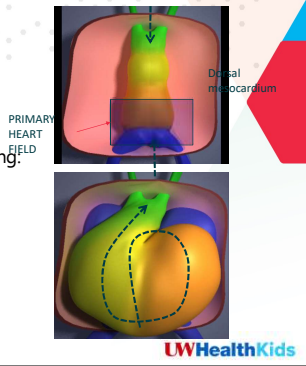 Dorsal
mesocardium
PRIMARY
HEART
FIELD
ng:
UWHealthKids